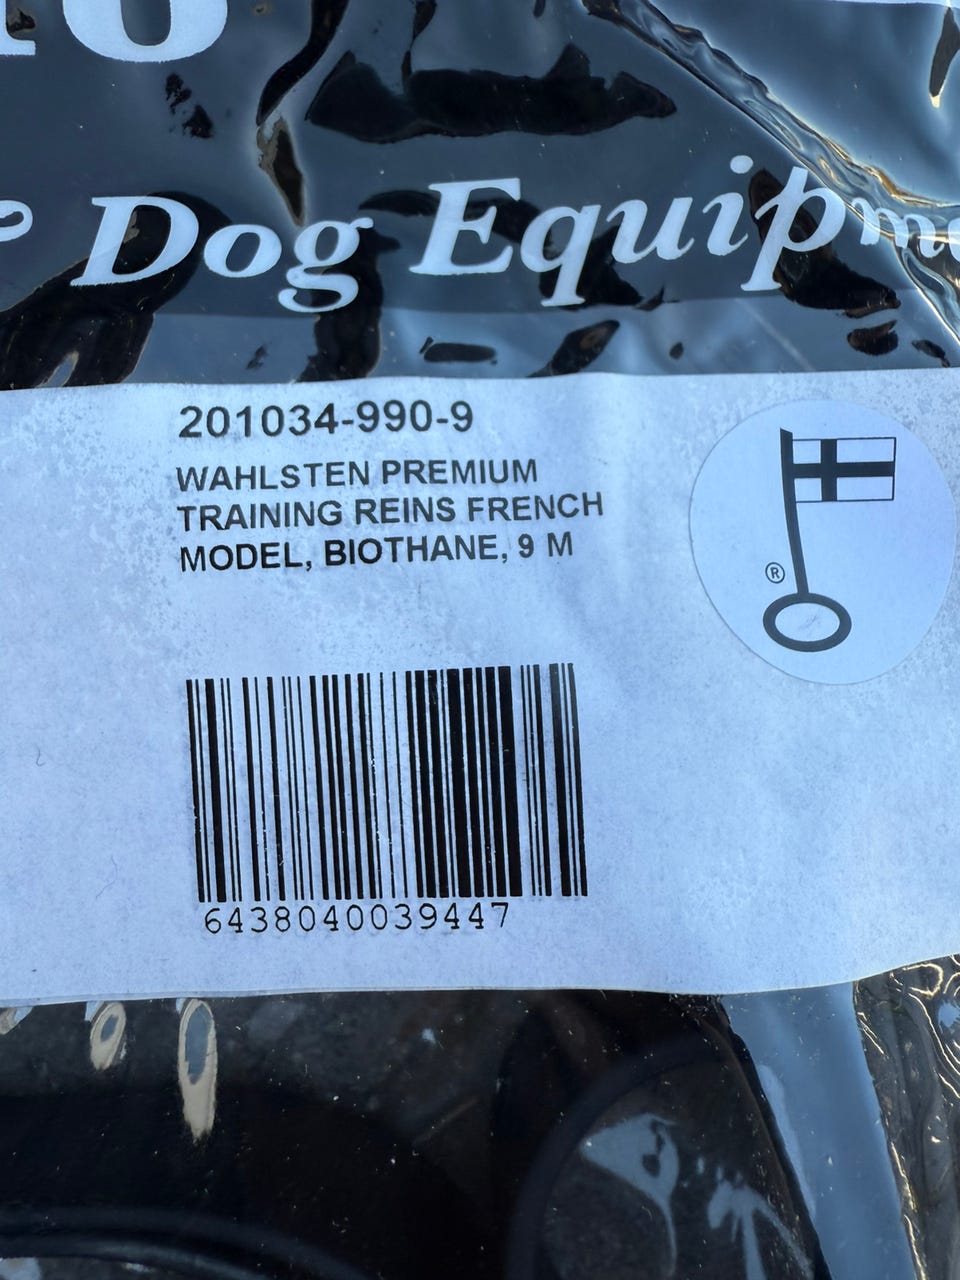 Dog Equipm
201034-990-9
WAHLSTEN PREMIUM
TRAINING REINS FRENCH
MODEL, BIOTHANE, 9 M
®
6438040039447